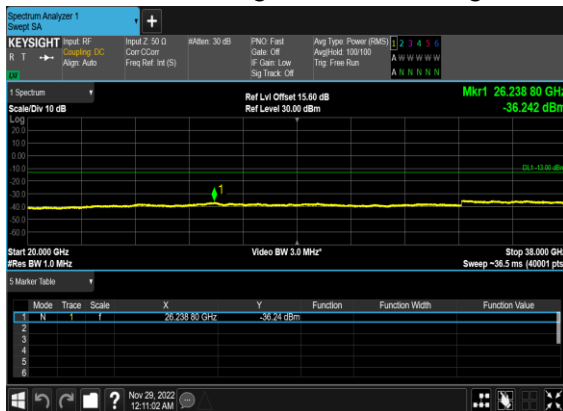 Spectrum Analyzer 1
Swept SA
+
KEYSIGHT Input: RF Input Z: 50 Ω #Atten: 30 dB PNO: Fast Avg Type: Power (RMS) 1 2 3 4 5 6
R T Coupling: DC Corr CCorr Gate: Off Avg|Hold: 100/100 A W W W W W
Align: Auto Freq Ref: Int (S) IF Gain: Low Trig: Free Run
Sig Track: Off A N N N N N
1 Spectrum
Ref Lvl Offset 15.60 dB Mkr1 26.238 80 GHz
Scale/Div 10 dB Ref Level 30.00 dBm -36.242 dBm
Log
20.0
10.0
0.00
-10.0 DL1 -13.00 dBm
-20.0
-30.0 1
-40.0
-50.0
-60.0
Start 20.000 GHz Video BW 3.0 MHz* Stop 38.000 GHz
#Res BW 1.0 MHz Sweep ~36.5 ms (40001 pts)
5 Marker Table
Mode Trace Scale X Y Function Function Width Function Value
1 N 1 f 26.238 80 GHz -36.24 dBm
2
3
4
5
6
? Nov 29, 2022
12:11:02 AM